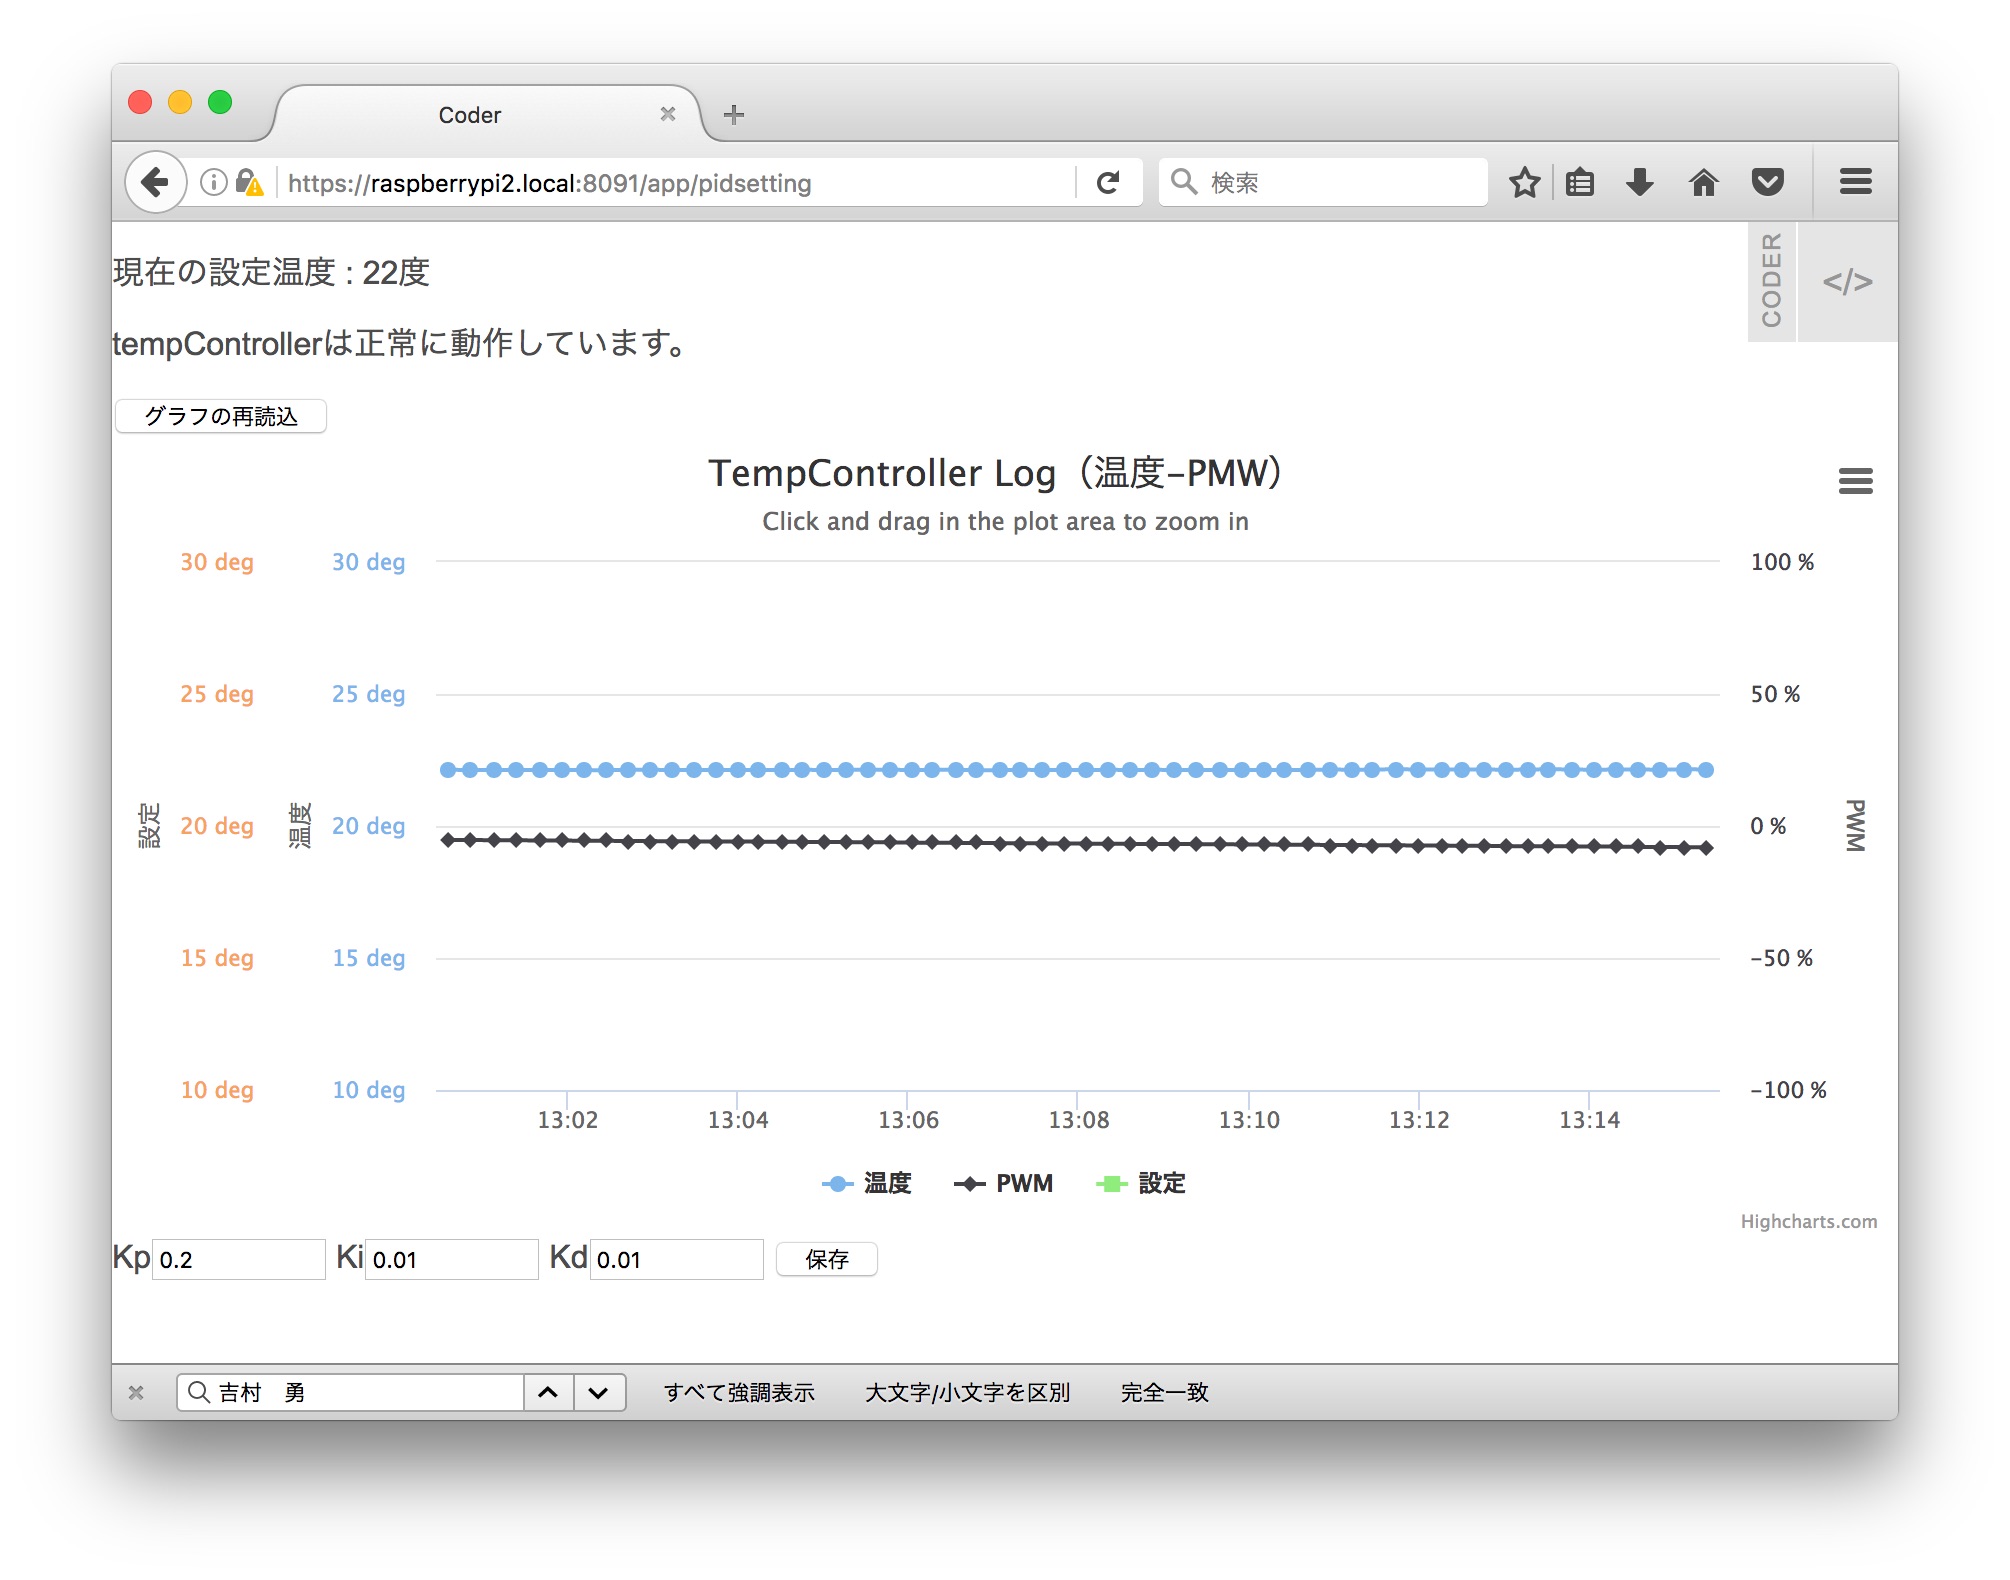 Coder
https://raspberrypi2.local:8091/app/pidsetting
検索
現在の設定温度 : 22度
CODER
</>
tempControllerは正常に動作しています。
グラフの再読込
TempController Log（温度-PMW）
Click and drag in the plot area to zoom in
30 deg 30 deg 100 %
25 deg 25 deg 50 %
設定 20 deg 温度 20 deg 0 % PWM
15 deg 15 deg -50 %
10 deg 10 deg -100 %
13:02 13:04 13:06 13:08 13:10 13:12 13:14
温度 PWM 設定
Highcharts.com
Kp 0.2 Ki 0.01 Kd 0.01 保存
吉村　勇 すべて強調表示 大文字/小文字を区別 完全一致